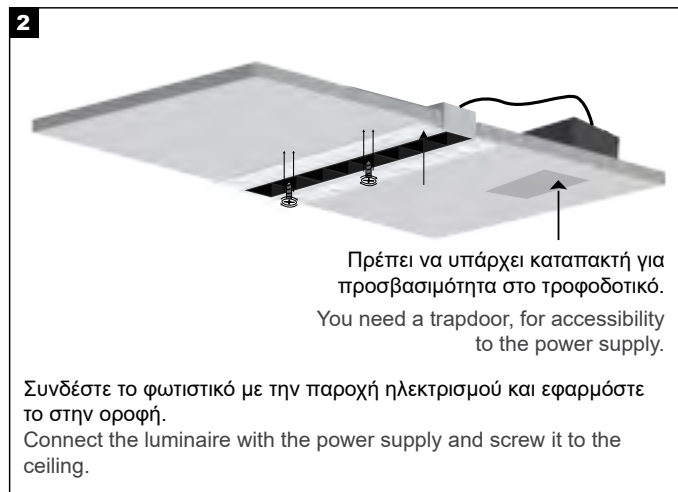 2
Πρέπει να υπάρχει καταπακτή για
προσβασιμότητα στο τροφοδοτικό.
You need a trapdoor, for accessibility
to the power supply.
Συνδέστε το φωτιστικό με την παροχή ηλεκτρισμού και εφαρμόστε
το στην οροφή.
Connect the luminaire with the power supply and screw it to the
ceiling.